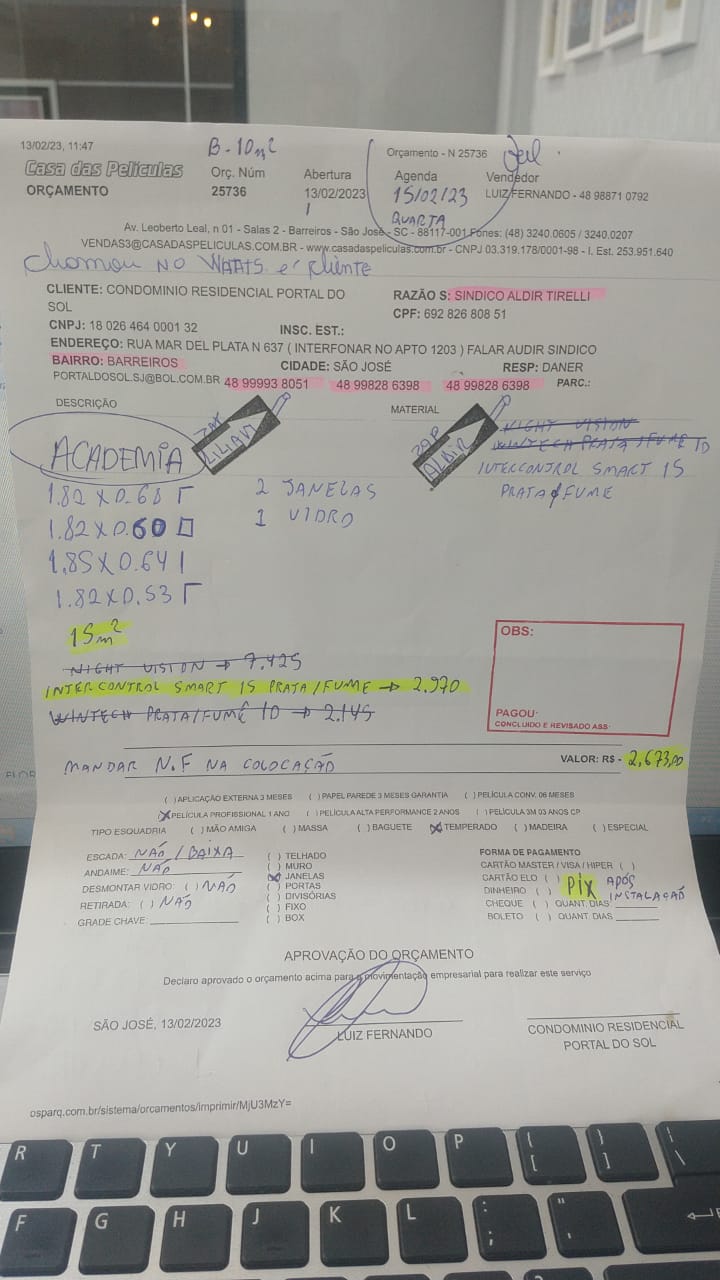 13/02/23, 11:47
B - 10m²
Orçamento - N 25736
Casa das Películas
Orç. Núm
Abertura
Agenda
Vendedor
ORÇAMENTO
25736
13/02/2023
15/02/23
LUIZ FERNANDO - 48 98871 0792
QUARTA
Av. Leoberto Leal, n 01 - Salas 2 - Barreiros - São José - SC - 88117-001 Fones: (48) 3240.0605 / 3240.0207
VENDAS3@CASADASPELICULAS.COM.BR - www.casadaspeliculas.com.br - CNPJ 03.319.178/0001-98 - I. Est. 253.951.640
chamou NO WAATS é cliente
CLIENTE: CONDOMINIO RESIDENCIAL PORTAL DO
SOL
RAZÃO S: SINDICO ALDIR TIRELLI
CNPJ: 18 026 464 0001 32
INSC. EST.:
CPF: 692 826 808 51
ENDEREÇO: RUA MAR DEL PLATA N 637 ( INTERFONAR NO APTO 1203 ) FALAR AUDIR SINDICO
BAIRRO: BARREIROS
CIDADE: SÃO JOSÉ
RESP: DANER
PORTALDOSOL.SJ@BOL.COM.BR 48 99993 8051 48 99828 6398 48 99828 6398 PARC.:
DESCRIÇÃO
MATERIAL
ZAP
LILIAN
ZAP
ALDIR
NIGHT VISION
WINTECH PRATA/FUME 10
ACADEMIA
INTERCONTROL SMART 15
PRATA/FUME
1.82 X 0.68
2 JANELAS
1.82 X 0.60
1 VIDRO
1.85 X 0.64
1.82 X 0.53
15m²
NIGHT VISION → 7.425
INTERCONTROL SMART 15 PRATA/FUME → 2.970
WINTECH PRATA/FUMÊ 10 → 2.145
OBS:
PAGOU:
CONCLUIDO E REVISADO ASS
MANDAR N.F NA COLOCAÇÃO
VALOR: R$ - 2,673,00
( ) APLICAÇÃO EXTERNA 3 MESES ( ) PAPEL PAREDE 3 MESES GARANTIA ( ) PELÍCULA CONV. 06 MESES
(X) PELÍCULA PROFISSIONAL 1 ANO ( ) PELÍCULA ALTA PERFORMANCE 2 ANOS ( ) PELÍCULA 3M 03 ANOS CP
TIPO ESQUADRIA ( ) MÃO AMIGA ( ) MASSA ( ) BAGUETE (X) TEMPERADO ( ) MADEIRA ( ) ESPECIAL
ESCADA: NÃO / BAIXA
ANDAIME: NÃO
DESMONTAR VIDRO: ( ) NÃO
RETIRADA: ( ) NÃO
GRADE CHAVE:
( ) TELHADO
( ) MURO
(X) JANELAS
( ) PORTAS
( ) DIVISÓRIAS
( ) FIXO
( ) BOX
FORMA DE PAGAMENTO
CARTÃO MASTER / VISA / HIPER ( )
CARTÃO ELO ( )
DINHEIRO ( )
PIX APÓS
INSTALAÇAÕ
CHEQUE ( ) QUANT. DIAS:
BOLETO ( ) QUANT DIAS
APROVAÇÃO DO ORÇAMENTO
Declaro aprovado o orçamento acima para a movimentação empresarial para realizar este serviço
SÃO JOSÉ, 13/02/2023
LUIZ FERNANDO
CONDOMINIO RESIDENCIAL
PORTAL DO SOL
osparq.com.br/sistema/orcamentos/imprimir/MjU3MzY=
R T Y U I O P { [ } ] | \
F G H J K L : ; " '